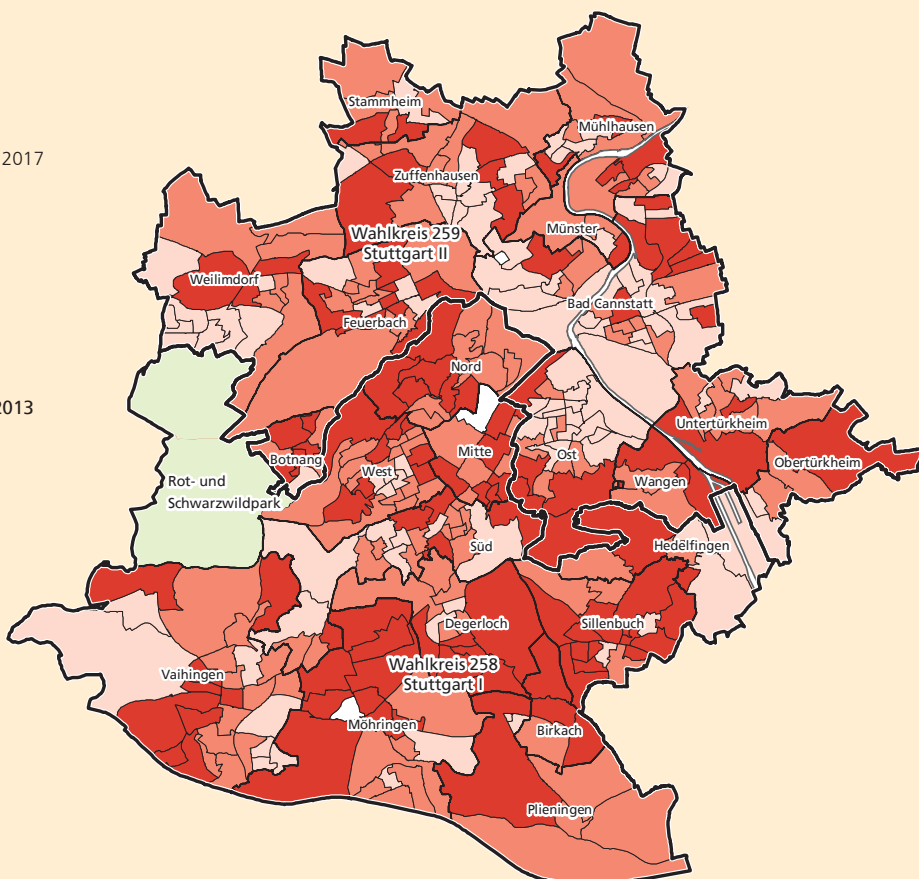 Stammheim
Mühlhausen
2017
Zuffenhausen
Münster
Wahlkreis 259
Stuttgart II
Weilimdorf
Bad Cannstatt
Feuerbach
Nord
2013
Untertürkheim
Botnang
West
Mitte
Ost
Obertürkheim
Wangen
Rot- und
Schwarzwildpark
Süd
Hedelfingen
Degerloch
Sillenbuch
Wahlkreis 258
Stuttgart I
Vaihingen
Möhringen
Birkach
Plieningen